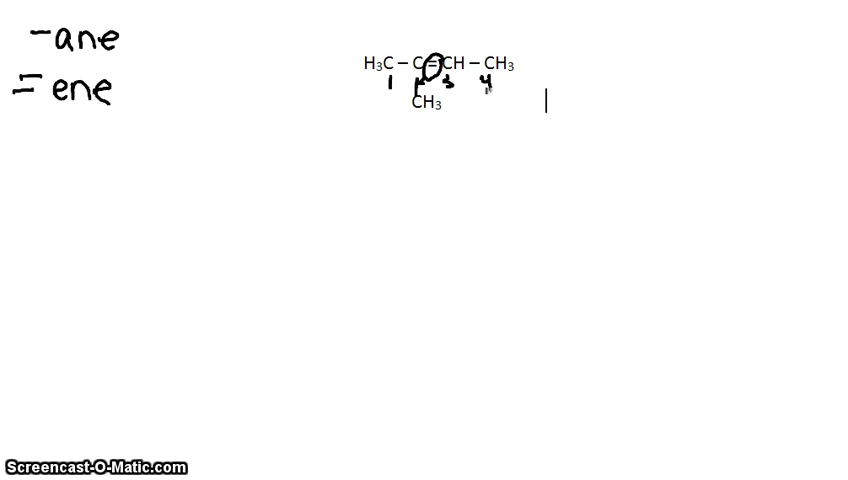 -ane
= ene
H₃C – C = CH – CH₃
1 2 3 4
CH₃
Screencast-O-Matic.com